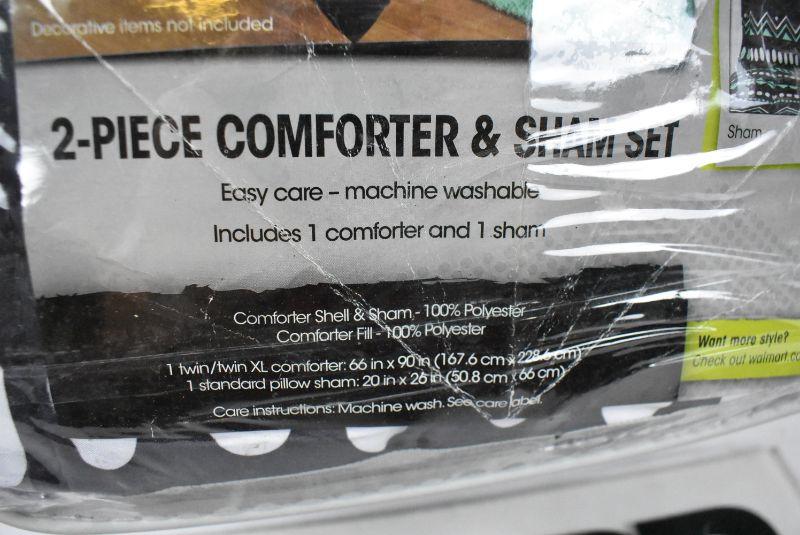 Decorative items not included
2-PIECE COMFORTER & SHAM SET
Sham
Easy care – machine washable
Includes 1 comforter and 1 sham
Comforter Shell & Sham - 100% Polyester
Comforter Fill - 100% Polyester
1 twin/twin XL comforter: 66 in x 90 in (167.6 cm x 228.6 cm)
1 standard pillow sham: 20 in x 26 in (50.8 cm x 66 cm)
Care instructions: Machine wash. See care label.
Want more style?
Check out walmart.co